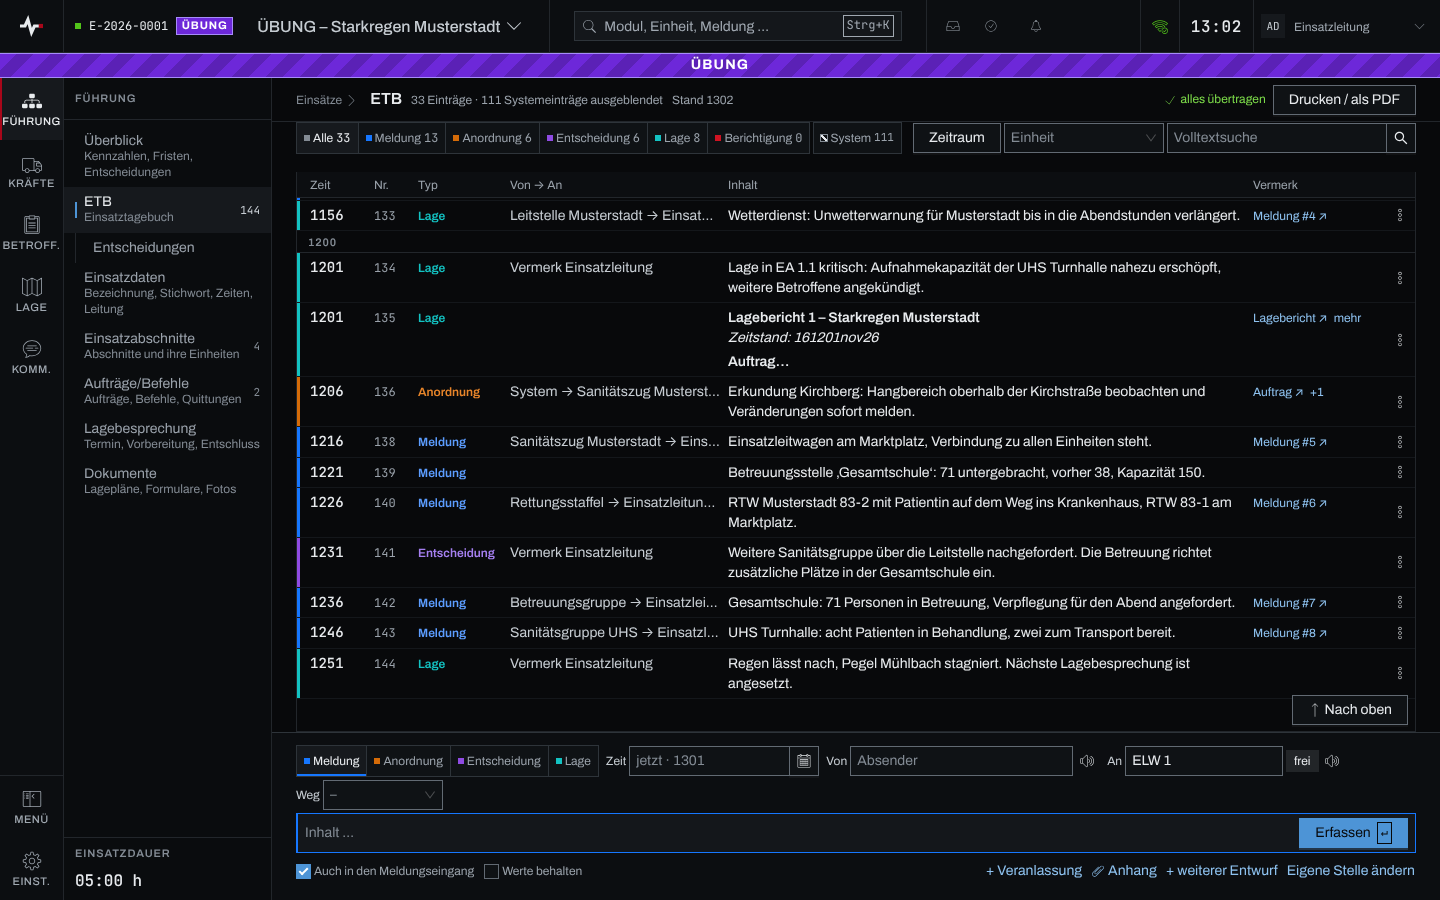 E-2026-0001 ÜBUNG ÜBUNG – Starkregen Musterstadt Modul, Einheit, Meldung ... Strg+K 13:02 AD Einsatzleitung
ÜBUNG
FÜHRUNG
KRÄFTE
BETROFF.
LAGE
KOMM.
MENÜ
EINST.
FÜHRUNG
Überblick
Kennzahlen, Fristen,
Entscheidungen
ETB
Einsatztagebuch 144
Entscheidungen
Einsatzdaten
Bezeichnung, Stichwort, Zeiten,
Leitung
Einsatzabschnitte
Abschnitte und ihre Einheiten 4
Aufträge/Befehle
Aufträge, Befehle, Quittungen 2
Lagebesprechung
Termin, Vorbereitung, Entschluss
Dokumente
Lagepläne, Formulare, Fotos
EINSATZDAUER
05:00 h
Einsätze ETB 33 Einträge · 111 Systemeinträge ausgeblendet Stand 1302 alles übertragen Drucken / als PDF
Alle 33 Meldung 13 Anordnung 6 Entscheidung 6 Lage 8 Berichtigung 0 System 111 Zeitraum Einheit Volltextsuche
Zeit Nr. Typ Von → An Inhalt Vermerk
1156 133 Lage Leitstelle Musterstadt → Einsat... Wetterdienst: Unwetterwarnung für Musterstadt bis in die Abendstunden verlängert. Meldung #4 ↗
1200
1201 134 Lage Vermerk Einsatzleitung Lage in EA 1.1 kritisch: Aufnahmekapazität der UHS Turnhalle nahezu erschöpft,
weitere Betroffene angekündigt.
1201 135 Lage Lagebericht 1 – Starkregen Musterstadt Lagebericht ↗ mehr
Zeitstand: 161201nov26
Auftrag...
1206 136 Anordnung System → Sanitätszug Musterst... Erkundung Kirchberg: Hangbereich oberhalb der Kirchstraße beobachten und Auftrag ↗ +1
Veränderungen sofort melden.
1216 138 Meldung Sanitätszug Musterstadt → Eins... Einsatzleitwagen am Marktplatz, Verbindung zu allen Einheiten steht. Meldung #5 ↗
1221 139 Meldung Betreuungsstelle ‚Gesamtschule‘: 71 untergebracht, vorher 38, Kapazität 150.
1226 140 Meldung Rettungsstaffel → Einsatzleitun... RTW Musterstadt 83-2 mit Patientin auf dem Weg ins Krankenhaus, RTW 83-1 am Meldung #6 ↗
Marktplatz.
1231 141 Entscheidung Vermerk Einsatzleitung Weitere Sanitätsgruppe über die Leitstelle nachgefordert. Die Betreuung richtet
zusätzliche Plätze in der Gesamtschule ein.
1236 142 Meldung Betreuungsgruppe → Einsatzlei... Gesamtschule: 71 Personen in Betreuung, Verpflegung für den Abend angefordert. Meldung #7 ↗
1246 143 Meldung Sanitätsgruppe UHS → Einsatzl... UHS Turnhalle: acht Patienten in Behandlung, zwei zum Transport bereit. Meldung #8 ↗
1251 144 Lage Vermerk Einsatzleitung Regen lässt nach, Pegel Mühlbach stagniert. Nächste Lagebesprechung ist
angesetzt.
↑ Nach oben
Meldung Anordnung Entscheidung Lage Zeit jetzt · 1301 Von Absender An ELW 1 frei
Weg –
Inhalt ... Erfassen ↵
Auch in den Meldungseingang Werte behalten + Veranlassung Anhang + weiterer Entwurf Eigene Stelle ändern